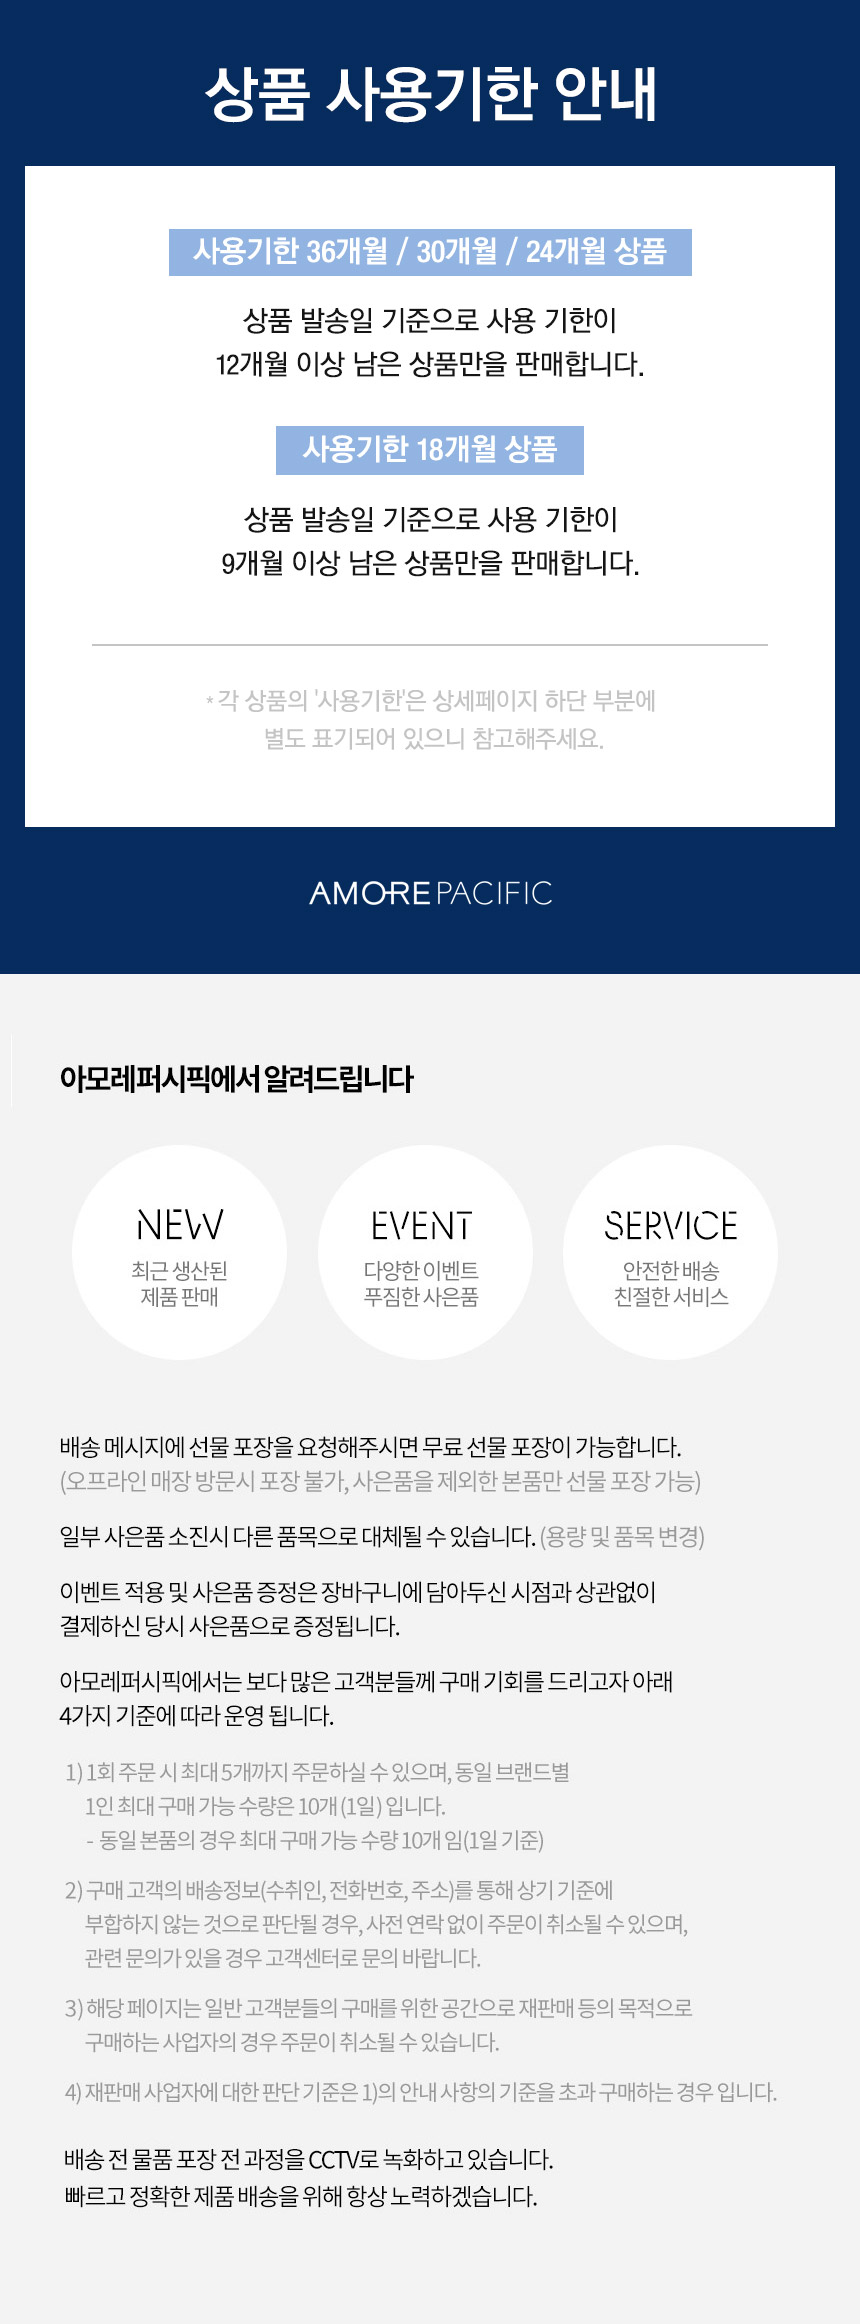 상품 사용기한 안내
사용기한 36개월 / 30개월 / 24개월 상품
상품 발송일 기준으로 사용 기한이
12개월 이상 남은 상품만을 판매합니다.
사용기한 18개월 상품
상품 발송일 기준으로 사용 기한이
9개월 이상 남은 상품만을 판매합니다.
* 각 상품의 '사용기한'은 상세페이지 하단 부분에
별도 표기되어 있으니 참고해주세요.
AMOREPACIFIC
아모레퍼시픽에서 알려드립니다
NEW
최근 생산된
제품 판매
EVENT
다양한 이벤트
푸짐한 사은품
SERVICE
안전한 배송
친절한 서비스
배송 메시지에 선물 포장을 요청해주시면 무료 선물 포장이 가능합니다.
(오프라인 매장 방문시 포장 불가, 사은품을 제외한 본품만 선물 포장 가능)
일부 사은품 소진시 다른 품목으로 대체될 수 있습니다. (용량 및 품목 변경)
이벤트 적용 및 사은품 증정은 장바구니에 담아두신 시점과 상관없이
결제하신 당시 사은품으로 증정됩니다.
아모레퍼시픽에서는 보다 많은 고객분들께 구매 기회를 드리고자 아래
4가지 기준에 따라 운영 됩니다.
1) 1회 주문 시 최대 5개까지 주문하실 수 있으며, 동일 브랜드별
1인 최대 구매 가능 수량은 10개 (1일) 입니다.
- 동일 본품의 경우 최대 구매 가능 수량 10개 임(1일 기준)
2) 구매 고객의 배송정보(수취인, 전화번호, 주소)를 통해 상기 기준에
부합하지 않는 것으로 판단될 경우, 사전 연락 없이 주문이 취소될 수 있으며,
관련 문의가 있을 경우 고객센터로 문의 바랍니다.
3) 해당 페이지는 일반 고객분들의 구매를 위한 공간으로 재판매 등의 목적으로
구매하는 사업자의 경우 주문이 취소될 수 있습니다.
4) 재판매 사업자에 대한 판단 기준은 1)의 안내 사항의 기준을 초과 구매하는 경우 입니다.
배송 전 물품 포장 전 과정을 CCTV로 녹화하고 있습니다.
빠르고 정확한 제품 배송을 위해 항상 노력하겠습니다.